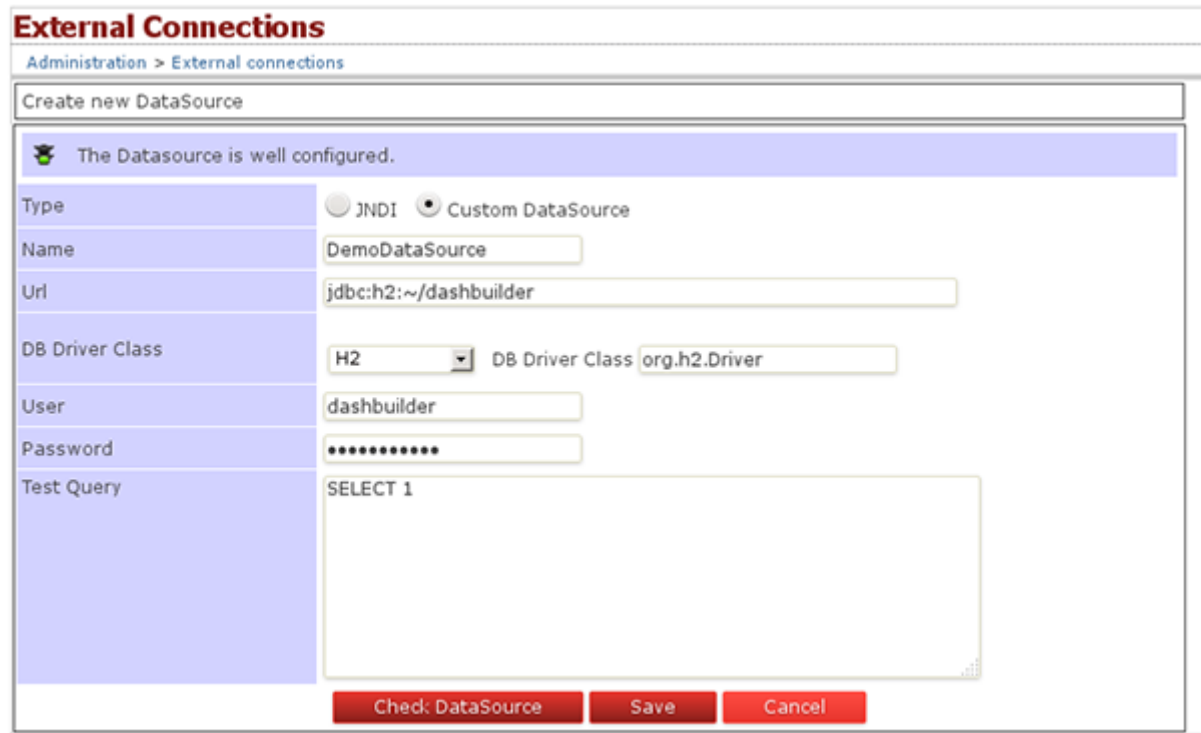 External Connections
Administration > External connections
Create new DataSource
The Datasource is well configured.
Type JNDI Custom DataSource
Name DemoDataSource
Url jdbc:h2:~/dashbuilder
DB Driver Class H2 DB Driver Class org.h2.Driver
User dashbuilder
Password •••••••••••
Test Query SELECT 1
Check DataSource Save Cancel